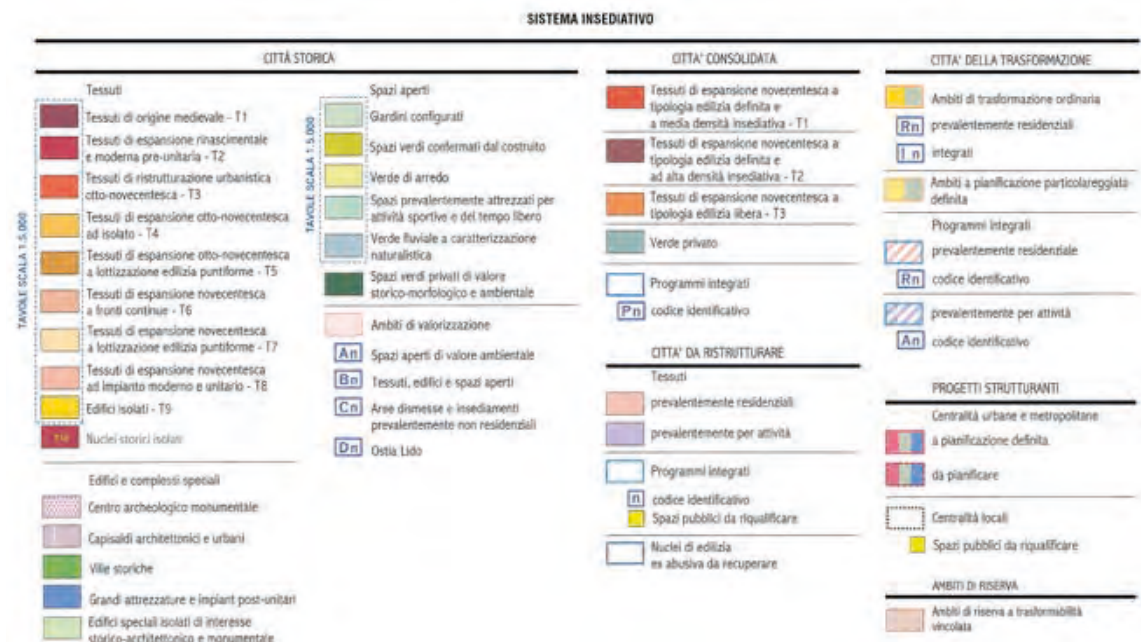 SISTEMA INSEDIATIVO
CITTÀ STORICA
Tessuti
Tessuti di origine medievale - T1
Tessuti di espansione rinascimentale
e moderna pre-unitaria - T2
Tessuti di ristrutturazione urbanistica
otto-novecentesca - T3
Tessuti di espansione otto-novecentesca
ad isolato - T4
Tessuti di espansione otto-novecentesca
a lottizzazione edilizia puntiforme - T5
Tessuti di espansione novecentesca
a fronti continue - T6
Tessuti di espansione novecentesca
a lottizzazione edilizia puntiforme - T7
Tessuti di espansione novecentesca
ad impianto moderno e unitario - T8
Edifici isolati - T9
TAVOLE SCALA 1:5.000
T10
Nuclei storici isolati
Edifici e complessi speciali
Centro archeologico monumentale
Capisaldi architettonici e urbani
Ville storiche
Grandi attrezzature e impiant post-unitari
Edifici speciali isolati di interesse
storico-architettonico e monumentale
Spazi aperti
TAVOLE SCALA 1:5.000
Giardini configurati
Spazi verdi confermati dal costruito
Verde di arredo
Spazi prevalentemente attrezzati per
attività sportive e del tempo libero
Verde fluviale a caratterizzazione
naturalistica
Spazi verdi privati di valore
storico-morfologico e ambientale
Ambiti di valorizzazione
An Spazi aperti di valore ambientale
Bn Tessuti, edifici e spazi aperti
Cn Aree dismesse e insediamenti
prevalentemente non residenziali
Dn Ostia Lido
CITTA' CONSOLIDATA
Tessuti di espansione novecentesca a
tipologia edilizia definita e
a media densità insediativa - T1
Tessuti di espansione novecentesca a
tipologia edilizia definita e
ad alta densità insediativa - T2
Tessuti di espansione novecentesca a
tipologia edilizia libera - T3
Verde privato
Programmi integrati
Pn codice identificativo
CITTA' DA RISTRUTTURARE
Tessuti
prevalentemente residenziali
prevalentemente per attività
Programmi integrati
n codice identificativo
Spazi pubblici da riqualificare
Nuclei di edilizia
ex abusiva da recuperare
CITTA' DELLA TRASFORMAZIONE
Ambiti di trasformazione ordinaria
Rn prevalentemente residenziali
I n integrati
Ambiti a pianificazione particolareggiata
definita
Programmi integrati
prevalentemente residenziale
Rn codice identificativo
prevalentemente per attività
An codice identificativo
PROGETTI STRUTTURANTI
Centralità urbane e metropolitane
a pianificazione definita
da pianificare
Centralità locali
Spazi pubblici da riqualificare
AMBITI DI RISERVA
Ambiti di riserva a trasformabilità
vincolata